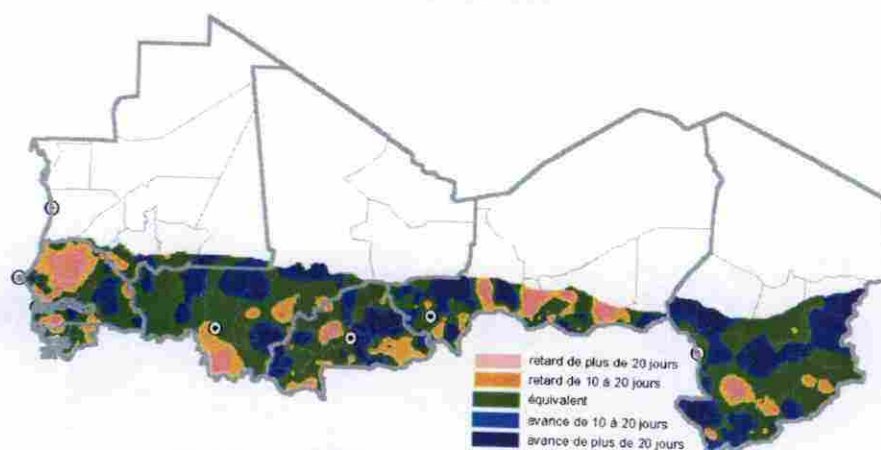 retard de plus de 20 jours
retard de 10 à 20 jours
équivalent
avance de 10 à 20 jours
avance de plus de 20 jours